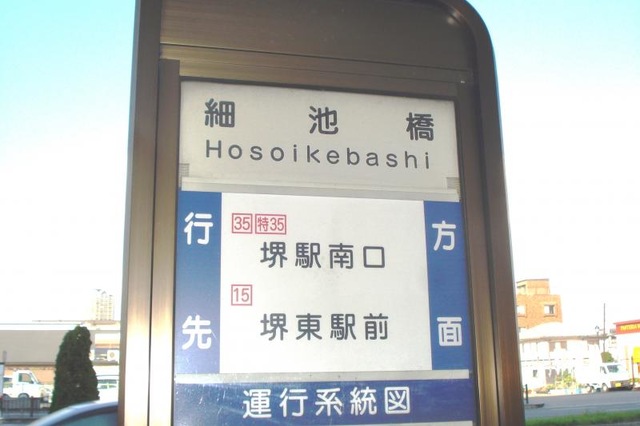 細池橋
Hosoikebashi
行先
方面
35 特35
堺駅南口
15
堺東駅前
運行系統図